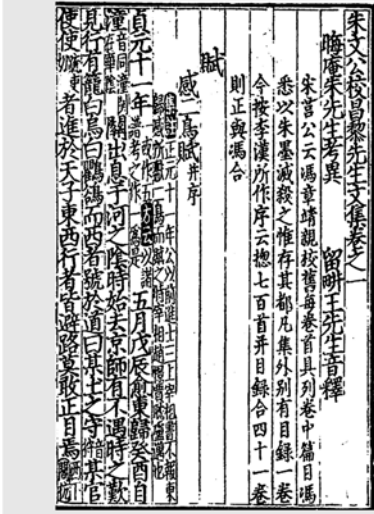 朱文公校昌黎先生文集卷之一
晦庵朱先生考異　留畊王先生音釋
宋莒公云馮章靖親校舊每卷首具列卷中篇目馮
悉以朱墨滅殺之惟存其都凡集外別有目録一卷
今按李漢所作序云揔七百首并目録合四十一卷
則正與馮合
賦
感二鳥賦并序
貞元十一年五月戊辰愈東歸癸酉自
潼關出息于河之陰時始去京師有不遇時之歎
見行有籠白烏白鸜鵒而西者號於道曰某土之守某官
使使者進於天子東西行者皆避路莫敢正目焉